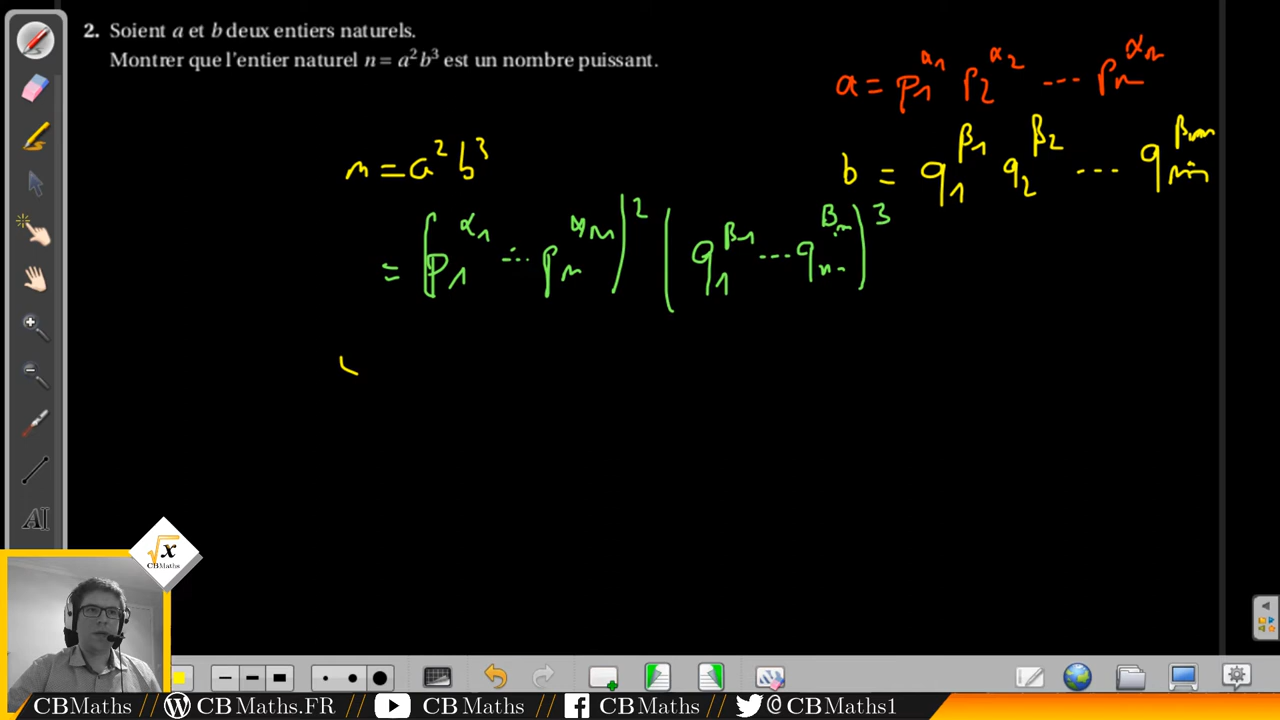 2. Soient a et b deux entiers naturels.
Montrer que l'entier naturel n = a²b³ est un nombre puissant.
a = p₁^α₁ p₂^α₂ ... pₙ^αₙ
b = q₁^β₁ q₂^β₂ ... qₘ^βₘ
n = a² b³
= (p₁^α₁ ... pₙ^αₙ)² (q₁^β₁ ... qₘ^βₘ)³
AI
√x
CBMaths
CBMaths CBMaths.FR CBMaths CBMaths @CBMaths1